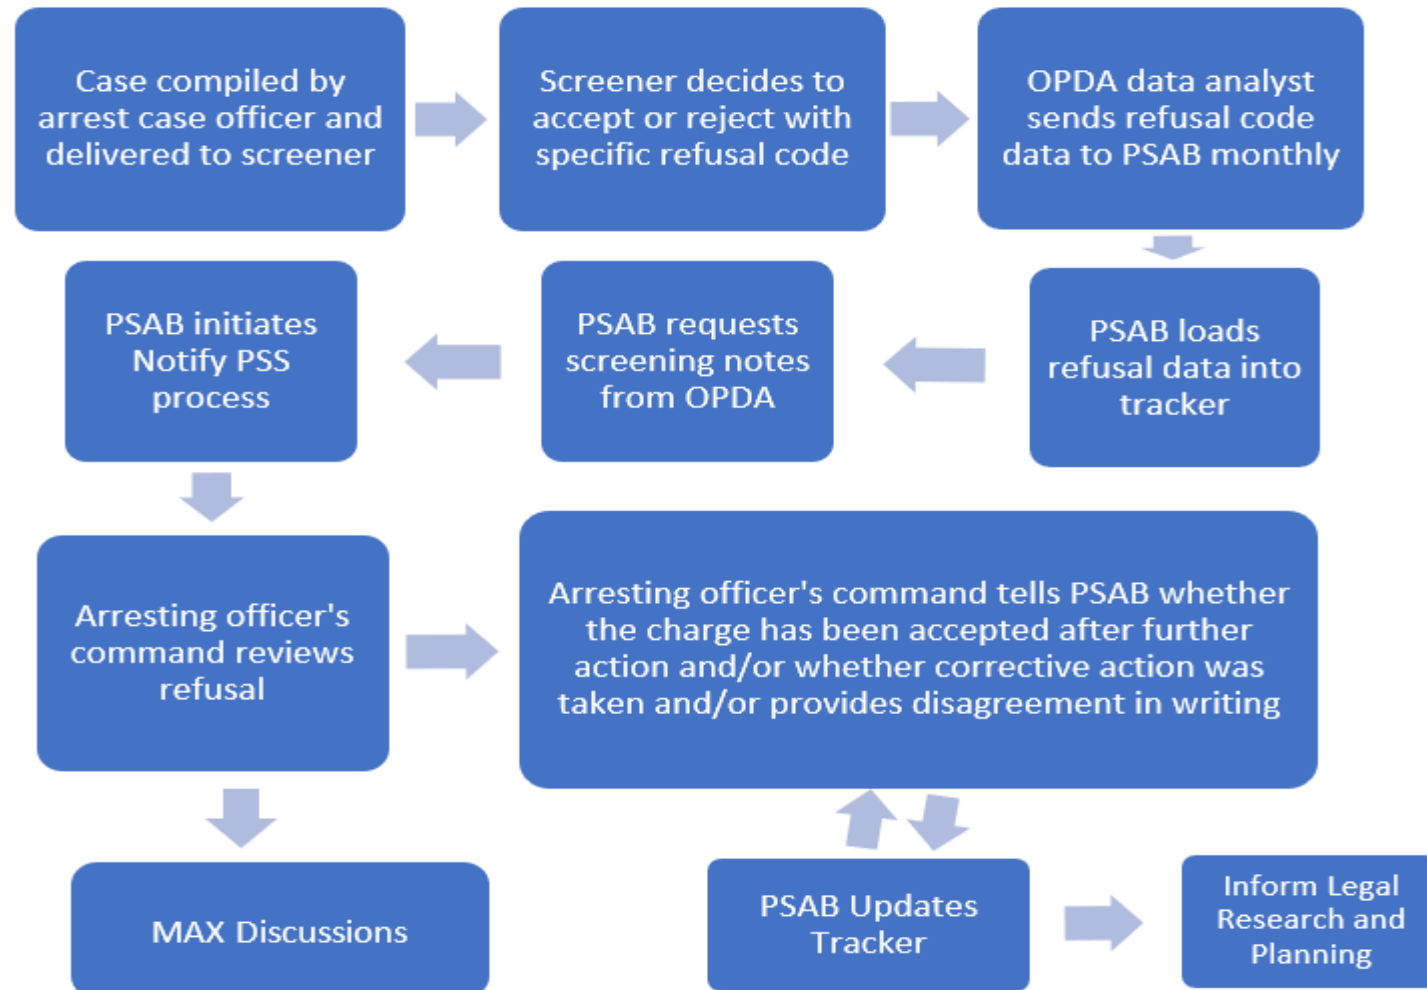 Case compiled by
arrest case officer and
delivered to screener
Screener decides to
accept or reject with
specific refusal code
OPDA data analyst
sends refusal code
data to PSAB monthly
PSAB loads
refusal data into
tracker
PSAB requests
screening notes
from OPDA
PSAB initiates
Notify PSS
process
Arresting officer's
command reviews
refusal
Arresting officer's command tells PSAB whether
the charge has been accepted after further
action and/or whether corrective action was
taken and/or provides disagreement in writing
MAX Discussions
PSAB Updates
Tracker
Inform Legal
Research and
Planning